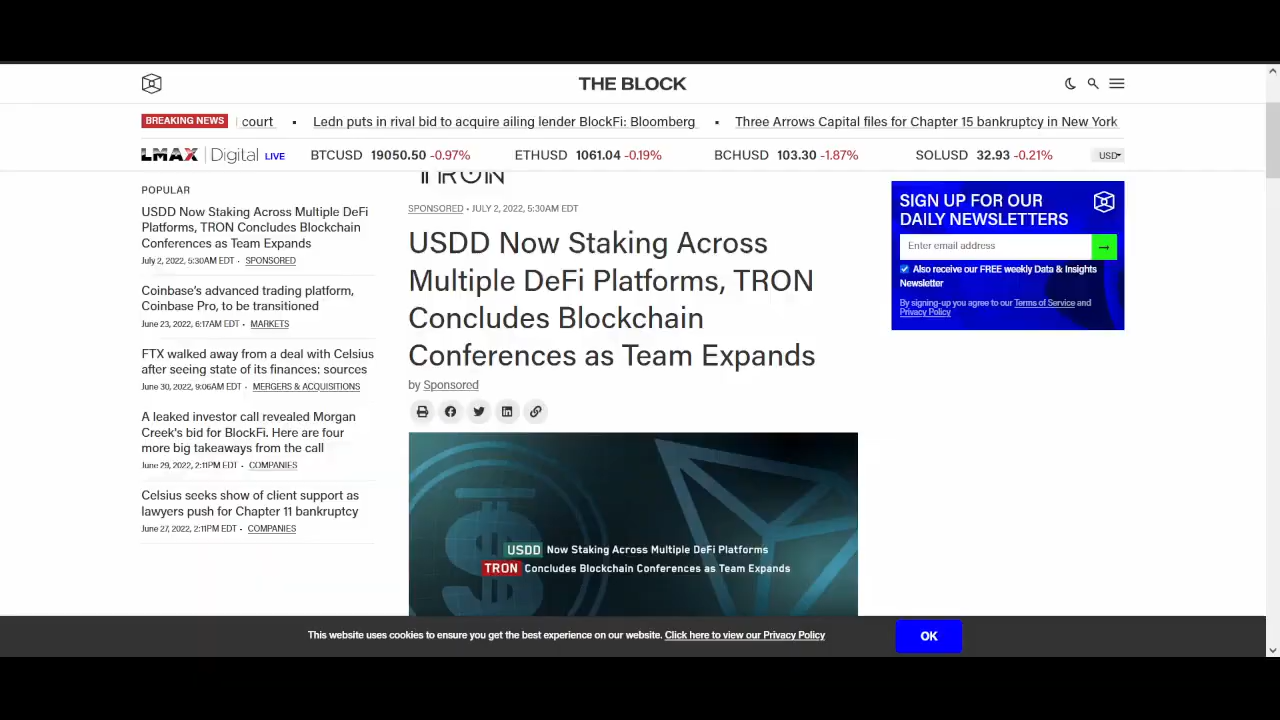 THE BLOCK
BREAKING NEWS court ▪ Ledn puts in rival bid to acquire ailing lender BlockFi: Bloomberg ▪ Three Arrows Capital files for Chapter 15 bankruptcy in New York
LMAX Digital LIVE BTCUSD 19050.50 -0.97% ETHUSD 1061.04 -0.19% BCHUSD 103.30 -1.87% SOLUSD 32.93 -0.21% USD
POPULAR
USDD Now Staking Across Multiple DeFi
Platforms, TRON Concludes Blockchain
Conferences as Team Expands
July 2, 2022, 5:30AM EDT • SPONSORED
Coinbase's advanced trading platform,
Coinbase Pro, to be transitioned
June 23, 2022, 6:17AM EDT • MARKETS
FTX walked away from a deal with Celsius
after seeing state of its finances: sources
June 30, 2022, 9:06AM EDT • MERGERS & ACQUISITIONS
A leaked investor call revealed Morgan
Creek's bid for BlockFi. Here are four
more big takeaways from the call
June 29, 2022, 2:11PM EDT • COMPANIES
Celsius seeks show of client support as
lawyers push for Chapter 11 bankruptcy
June 27, 2022, 2:11PM EDT • COMPANIES
TRON
SPONSORED • JULY 2, 2022, 5:30AM EDT
USDD Now Staking Across
Multiple DeFi Platforms, TRON
Concludes Blockchain
Conferences as Team Expands
by Sponsored
USDD Now Staking Across Multiple DeFi Platforms
TRON Concludes Blockchain Conferences as Team Expands
SIGN UP FOR OUR
DAILY NEWSLETTERS
Enter email address →
Also receive our FREE weekly Data & Insights
Newsletter
By signing-up you agree to our Terms of Service and
Privacy Policy
This website uses cookies to ensure you get the best experience on our website. Click here to view our Privacy Policy OK